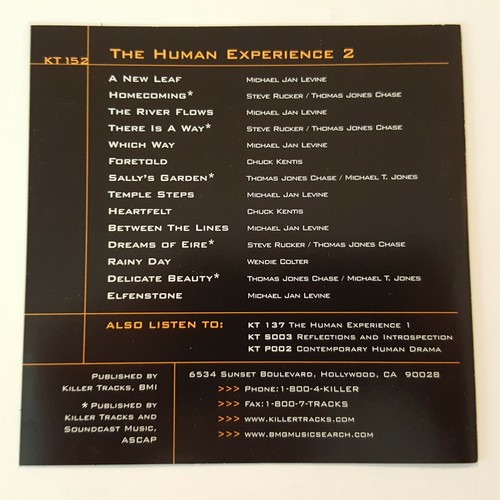 KT 152 The Human Experience 2
A New Leaf Michael Jan Levine
Homecoming* Steve Rucker / Thomas Jones Chase
The River Flows Michael Jan Levine
There Is A Way* Steve Rucker / Thomas Jones Chase
Which Way Michael Jan Levine
Foretold Chuck Kentis
Sally's Garden* Thomas Jones Chase / Michael T. Jones
Temple Steps Michael Jan Levine
Heartfelt Chuck Kentis
Between The Lines Michael Jan Levine
Dreams of Eire* Steve Rucker / Thomas Jones Chase
Rainy Day Wendie Colter
Delicate Beauty* Thomas Jones Chase / Michael T. Jones
Elfenstone Michael Jan Levine
ALSO LISTEN TO: KT 137 The Human Experience 1
KT S003 Reflections and Introspection
KT P002 Contemporary Human Drama
Published by
Killer Tracks, BMI
* Published by
Killer Tracks and
Soundcast Music,
ASCAP
6534 Sunset Boulevard, Hollywood, CA 90028
>>> Phone:1-800-4-KILLER
>>> Fax:1-800-7-TRACKS
>>> www.killertracks.com
>>> www.bmgmusicsearch.com